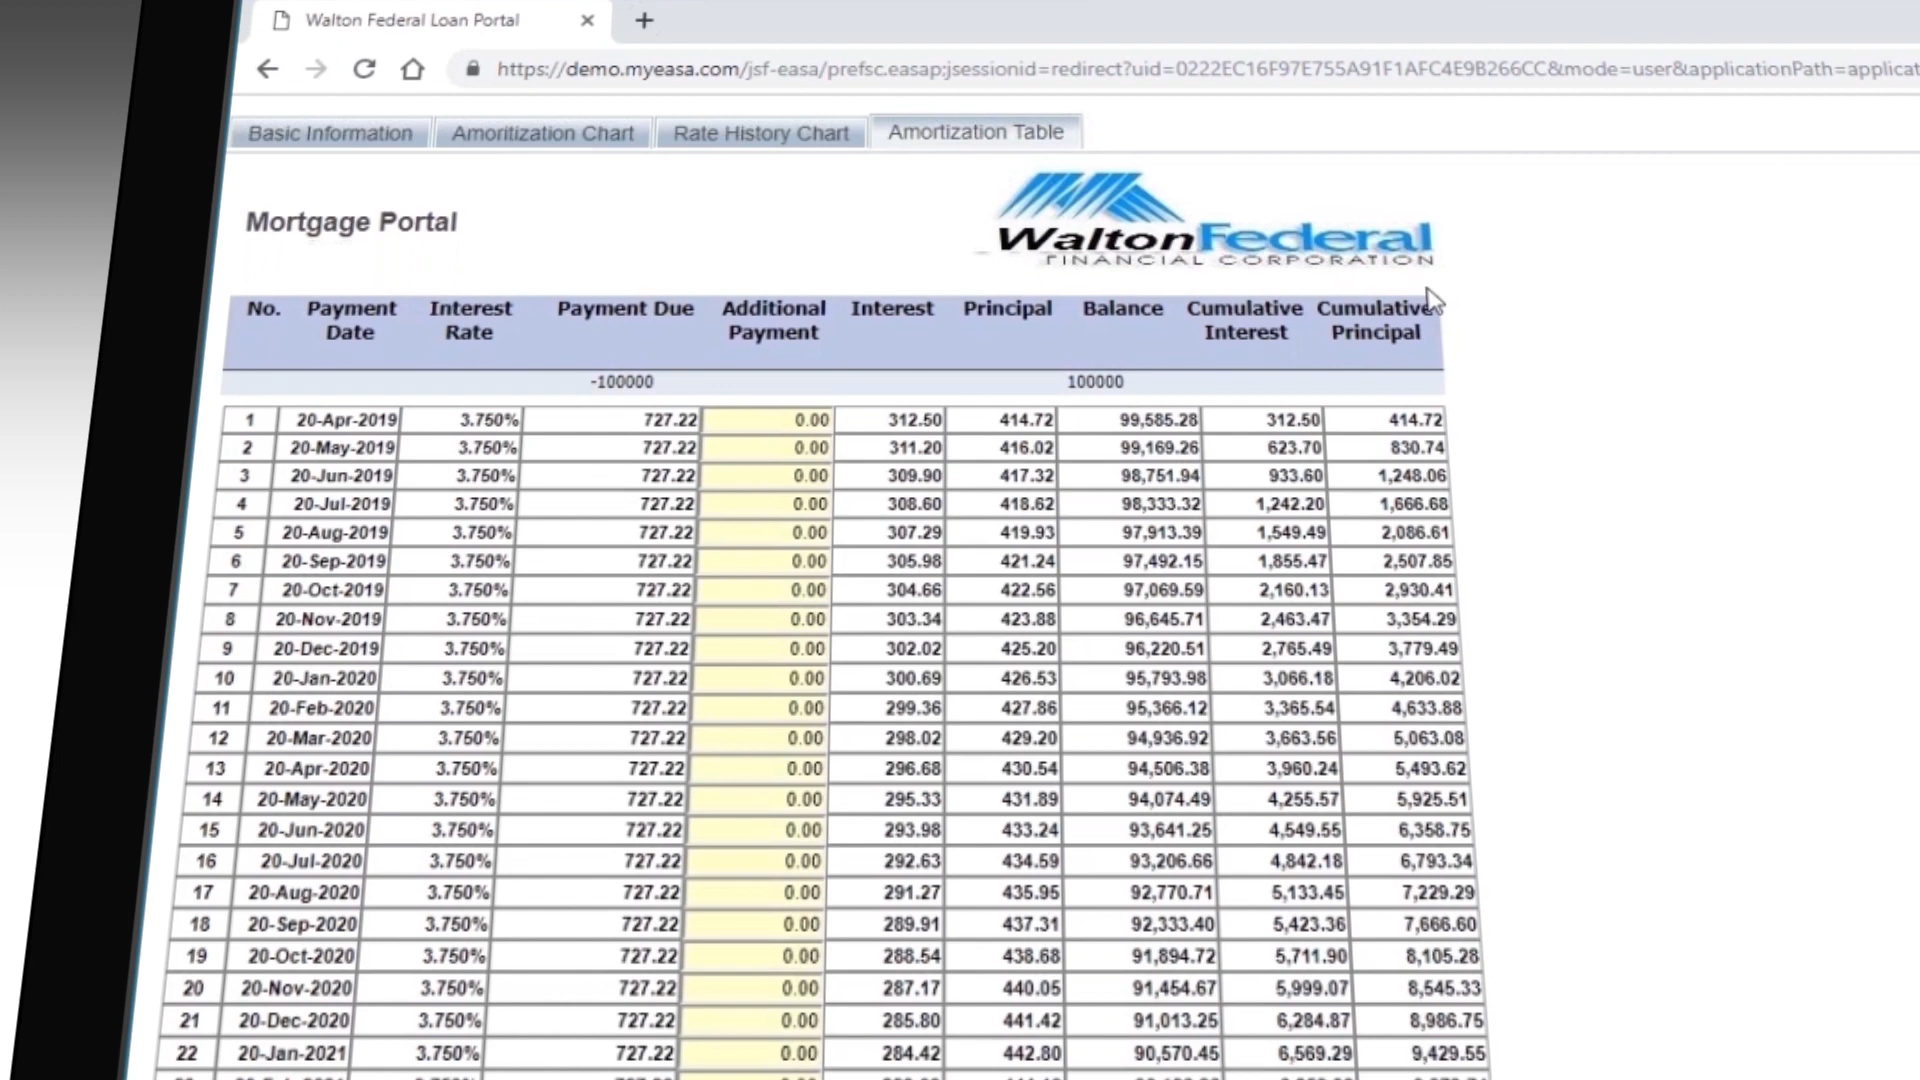 Walton Federal Loan Portal
https://demo.myeasa.com/jsf-easa/prefsc.easap;jsessionid=redirect?uid=0222EC16F97E755A91F1AFC4E9B266CC&mode=user&applicationPath=applicat
Basic Information Amoritization Chart Rate History Chart Amortization Table
Mortgage Portal
WaltonFederal
FINANCIAL CORPORATION
No. Payment Date Interest Rate Payment Due Additional Payment Interest Principal Balance Cumulative Interest Cumulative Principal
-100000 100000
1 20-Apr-2019 3.750% 727.22 0.00 312.50 414.72 99,585.28 312.50 414.72
2 20-May-2019 3.750% 727.22 0.00 311.20 416.02 99,169.26 623.70 830.74
3 20-Jun-2019 3.750% 727.22 0.00 309.90 417.32 98,751.94 933.60 1,248.06
4 20-Jul-2019 3.750% 727.22 0.00 308.60 418.62 98,333.32 1,242.20 1,666.68
5 20-Aug-2019 3.750% 727.22 0.00 307.29 419.93 97,913.39 1,549.49 2,086.61
6 20-Sep-2019 3.750% 727.22 0.00 305.98 421.24 97,492.15 1,855.47 2,507.85
7 20-Oct-2019 3.750% 727.22 0.00 304.66 422.56 97,069.59 2,160.13 2,930.41
8 20-Nov-2019 3.750% 727.22 0.00 303.34 423.88 96,645.71 2,463.47 3,354.29
9 20-Dec-2019 3.750% 727.22 0.00 302.02 425.20 96,220.51 2,765.49 3,779.49
10 20-Jan-2020 3.750% 727.22 0.00 300.69 426.53 95,793.98 3,066.18 4,206.02
11 20-Feb-2020 3.750% 727.22 0.00 299.36 427.86 95,366.12 3,365.54 4,633.88
12 20-Mar-2020 3.750% 727.22 0.00 298.02 429.20 94,936.92 3,663.56 5,063.08
13 20-Apr-2020 3.750% 727.22 0.00 296.68 430.54 94,506.38 3,960.24 5,493.62
14 20-May-2020 3.750% 727.22 0.00 295.33 431.89 94,074.49 4,255.57 5,925.51
15 20-Jun-2020 3.750% 727.22 0.00 293.98 433.24 93,641.25 4,549.55 6,358.75
16 20-Jul-2020 3.750% 727.22 0.00 292.63 434.59 93,206.66 4,842.18 6,793.34
17 20-Aug-2020 3.750% 727.22 0.00 291.27 435.95 92,770.71 5,133.45 7,229.29
18 20-Sep-2020 3.750% 727.22 0.00 289.91 437.31 92,333.40 5,423.36 7,666.60
19 20-Oct-2020 3.750% 727.22 0.00 288.54 438.68 91,894.72 5,711.90 8,105.28
20 20-Nov-2020 3.750% 727.22 0.00 287.17 440.05 91,454.67 5,999.07 8,545.33
21 20-Dec-2020 3.750% 727.22 0.00 285.80 441.42 91,013.25 6,284.87 8,986.75
22 20-Jan-2021 3.750% 727.22 0.00 284.42 442.80 90,570.45 6,569.29 9,429.55